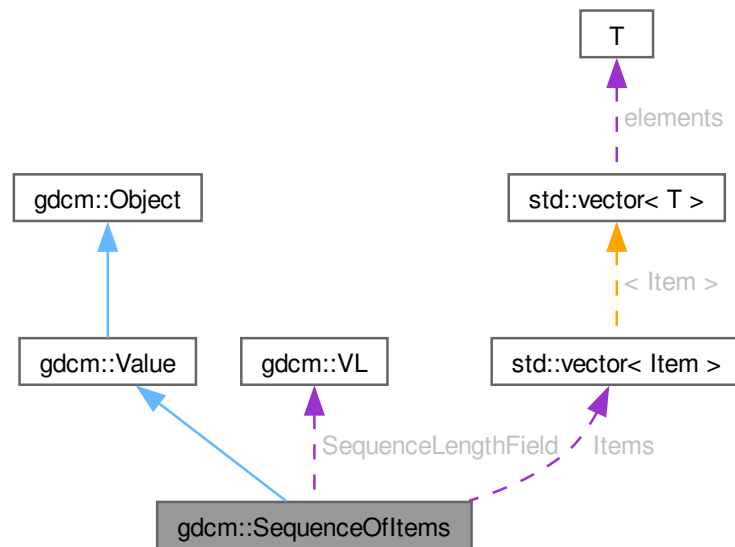 T
elements
gdcm::Object
std::vector< T >
< Item >
gdcm::Value
gdcm::VL
std::vector< Item >
SequenceLengthField
Items
gdcm::SequenceOfItems